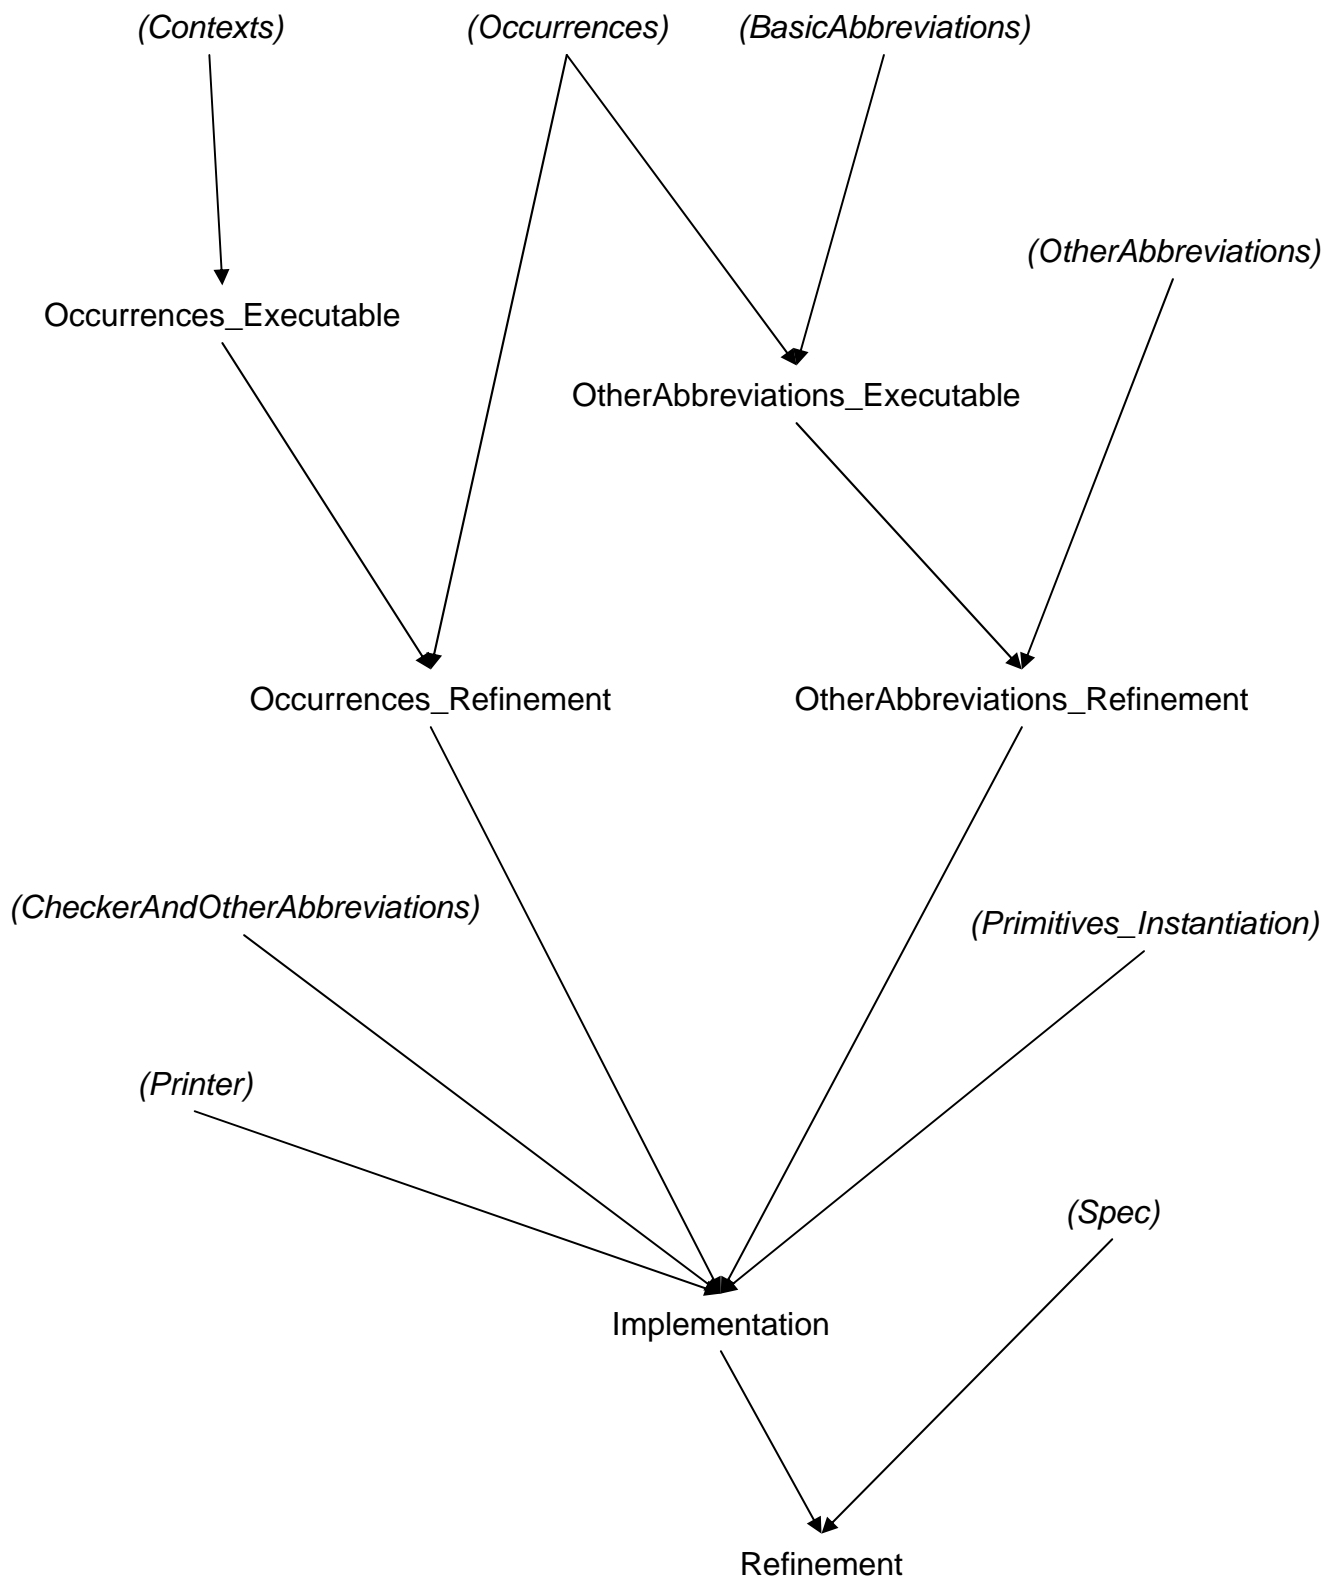 (Contexts)
(Occurrences)
(BasicAbbreviations)
(OtherAbbreviations)
Occurrences_Executable
OtherAbbreviations_Executable
Occurrences_Refinement
OtherAbbreviations_Refinement
(CheckerAndOtherAbbreviations)
(Primitives_Instantiation)
(Printer)
(Spec)
Implementation
Refinement